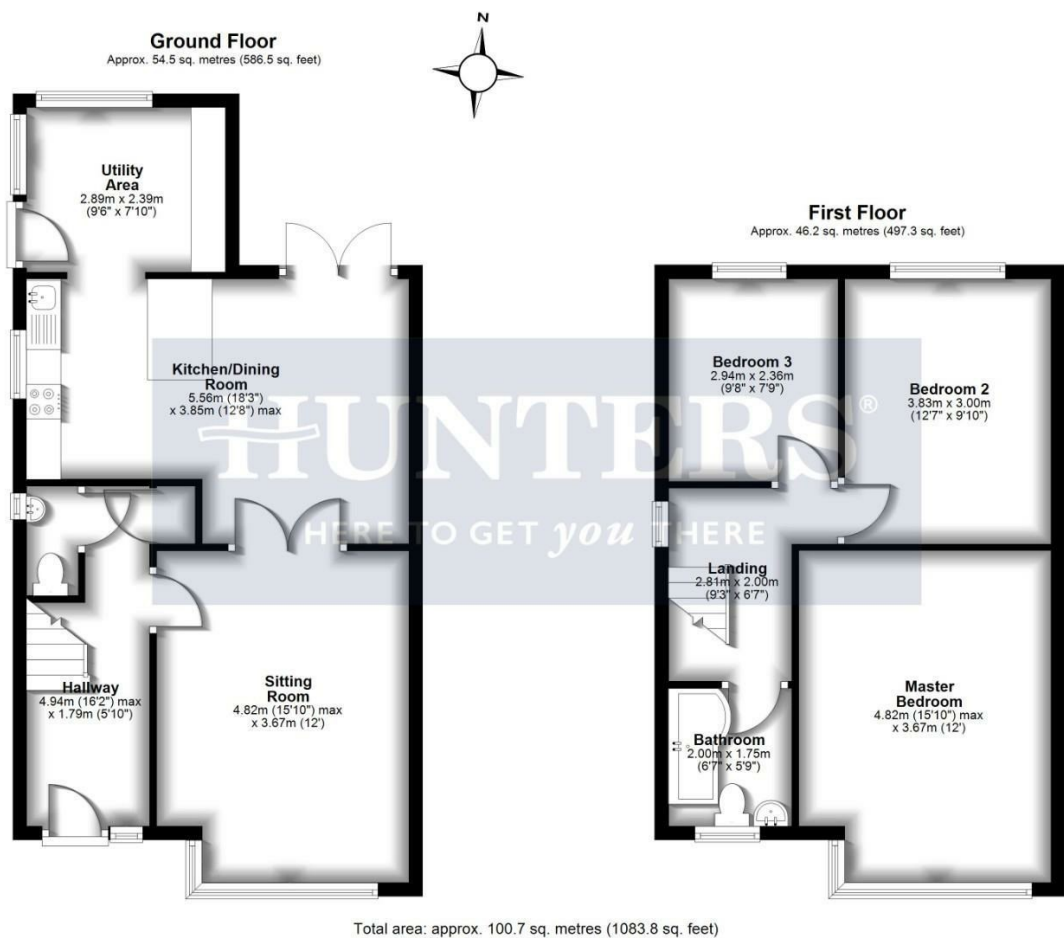 N
Ground Floor
Approx. 54.5 sq. metres (586.5 sq. feet)
Utility
Area
2.89m x 2.39m
(9'6" x 7'10")
Kitchen/Dining
Room
5.56m (18'3")
x 3.85m (12'8") max
Hallway
4.94m (16'2") max
x 1.79m (5'10")
Sitting
Room
4.82m (15'10") max
x 3.67m (12')
First Floor
Approx. 46.2 sq. metres (497.3 sq. feet)
Bedroom 3
2.94m x 2.36m
(9'8" x 7'9")
Bedroom 2
3.83m x 3.00m
(12'7" x 9'10")
Landing
2.81m x 2.00m
(9'3" x 6'7")
Bathroom
2.00m x 1.75m
(6'7" x 5'9")
Master
Bedroom
4.82m (15'10") max
x 3.67m (12')
HUNTERS®
HERE TO GET you THERE
Total area: approx. 100.7 sq. metres (1083.8 sq. feet)